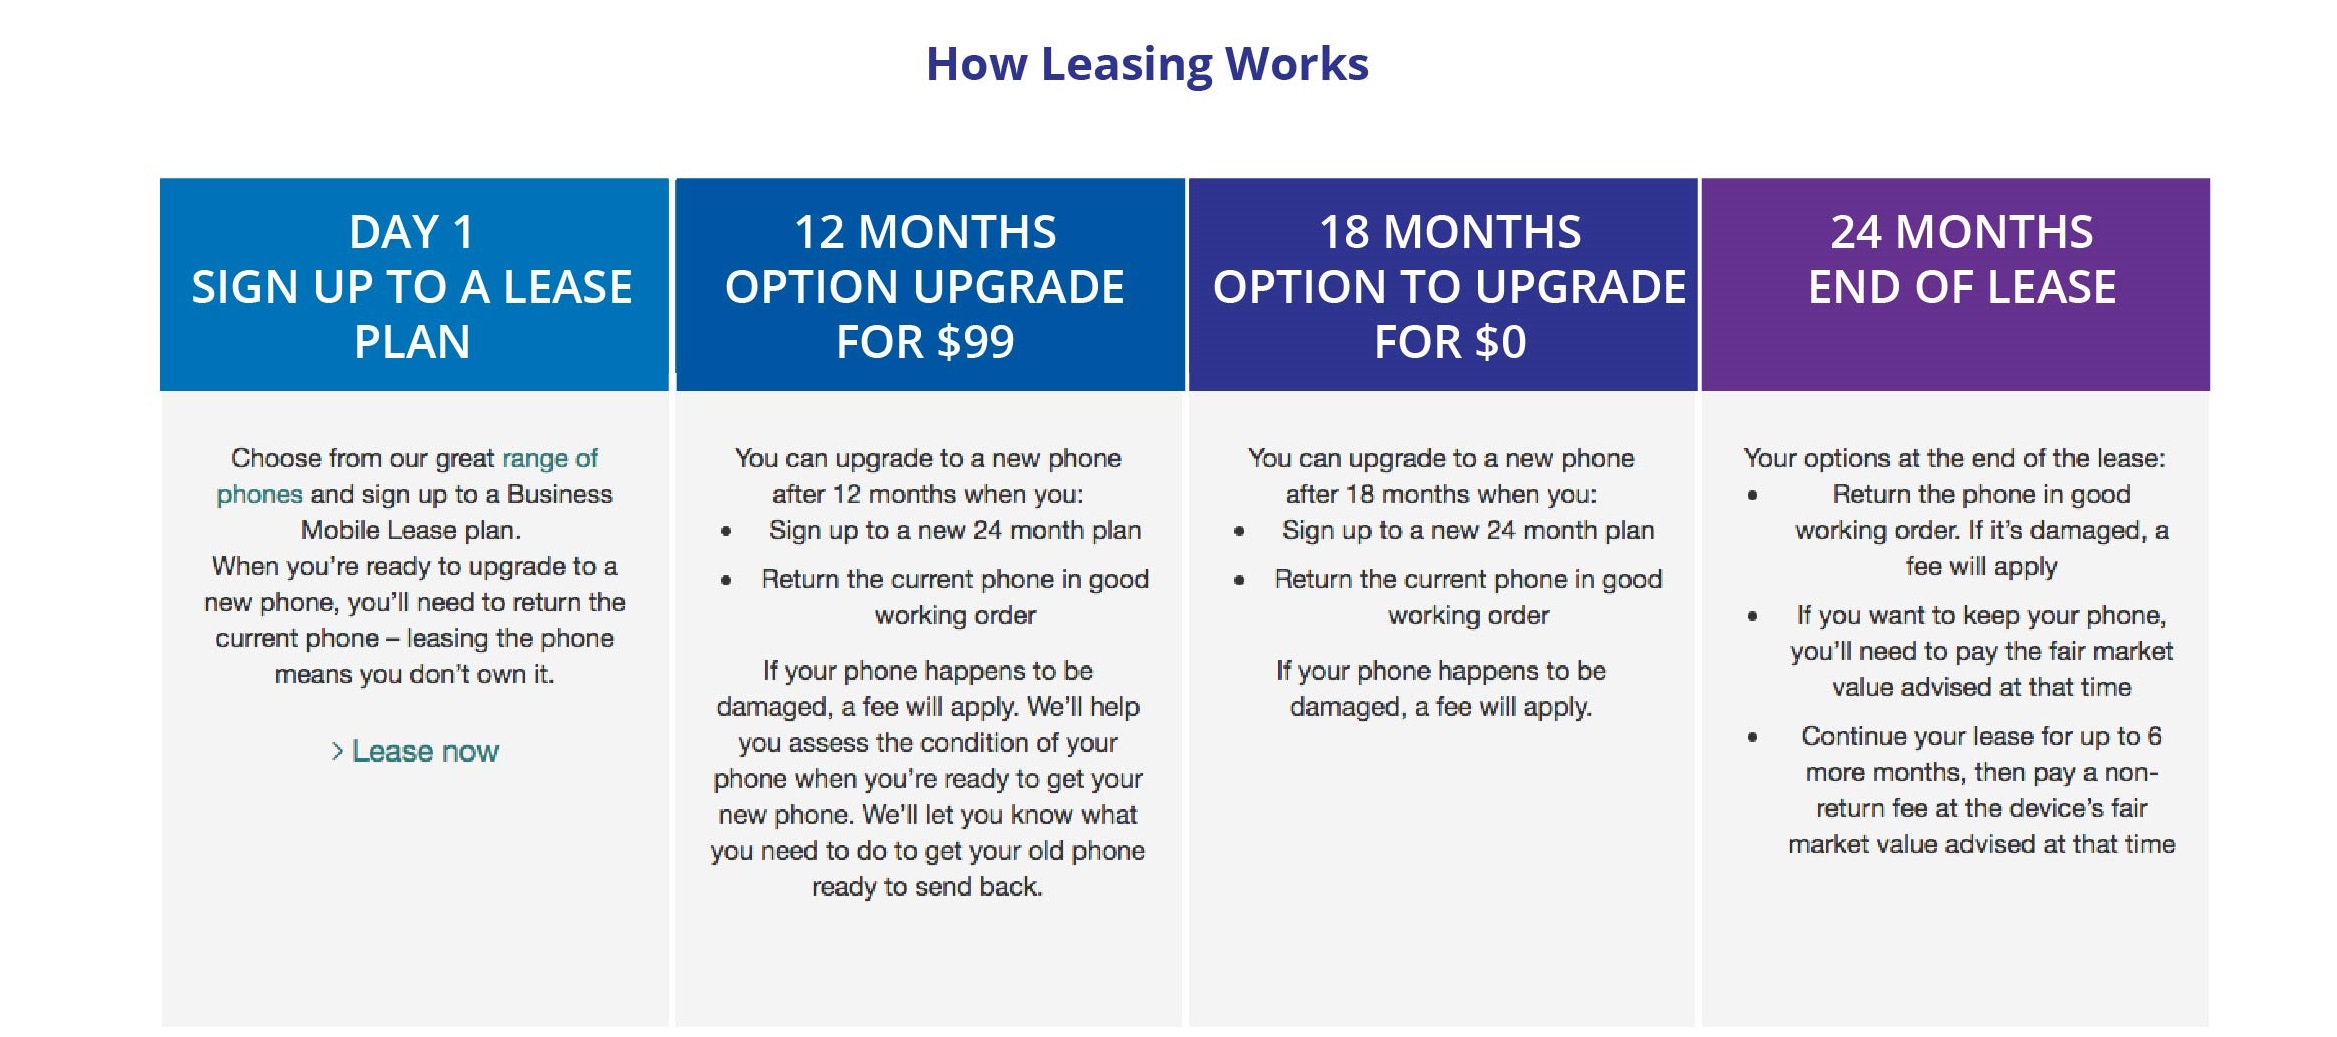 How Leasing Works
DAY 1
SIGN UP TO A LEASE
PLAN
Choose from our great range of
phones and sign up to a Business
Mobile Lease plan.
When you’re ready to upgrade to a
new phone, you’ll need to return the
current phone – leasing the phone
means you don’t own it.
> Lease now
12 MONTHS
OPTION UPGRADE
FOR $99
You can upgrade to a new phone
after 12 months when you:
• Sign up to a new 24 month plan
• Return the current phone in good
working order
If your phone happens to be
damaged, a fee will apply. We’ll help
you assess the condition of your
phone when you’re ready to get your
new phone. We’ll let you know what
you need to do to get your old phone
ready to send back.
18 MONTHS
OPTION TO UPGRADE
FOR $0
You can upgrade to a new phone
after 18 months when you:
• Sign up to a new 24 month plan
• Return the current phone in good
working order
If your phone happens to be
damaged, a fee will apply.
24 MONTHS
END OF LEASE
Your options at the end of the lease:
• Return the phone in good
working order. If it’s damaged, a
fee will apply
• If you want to keep your phone,
you’ll need to pay the fair market
value advised at that time
• Continue your lease for up to 6
more months, then pay a non-
return fee at the device’s fair
market value advised at that time